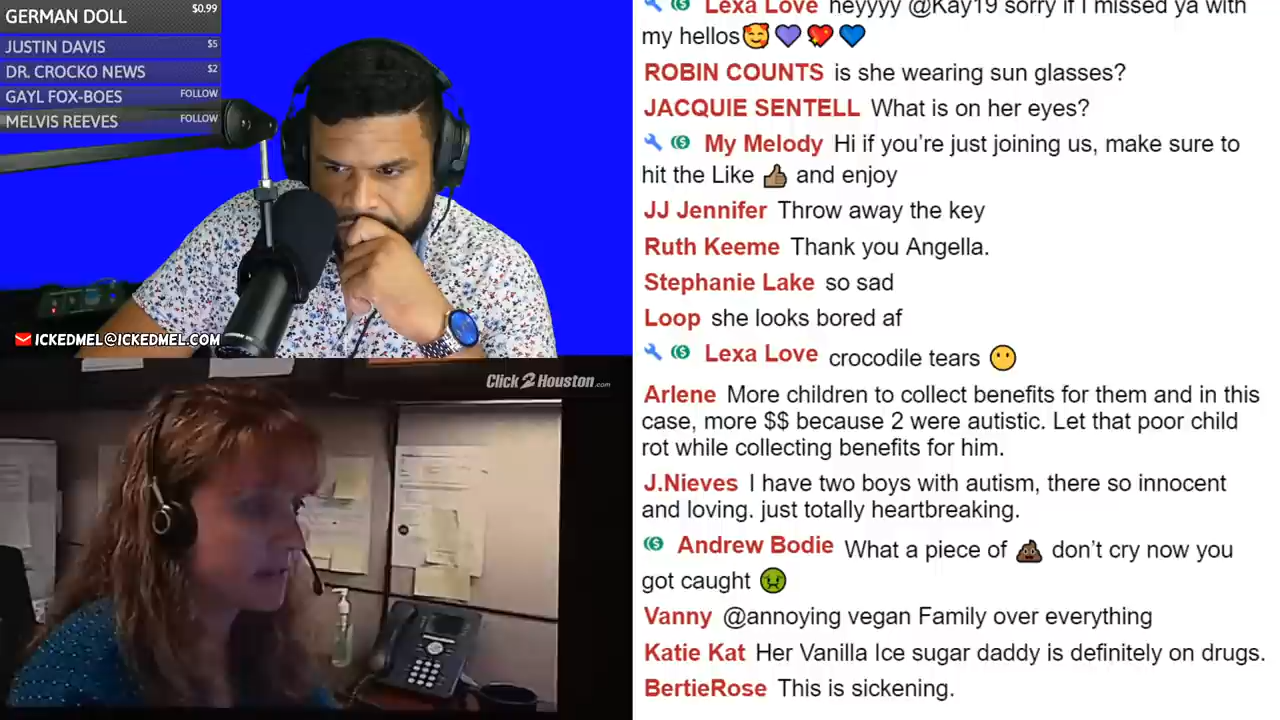 GERMAN DOLL $0.99
JUSTIN DAVIS $5
DR. CROCKO NEWS $2
GAYL FOX-BOES FOLLOW
MELVIS REEVES FOLLOW
ICKEDMEL@ICKEDMEL.COM
Click2Houston.com
Lexa Love heyyyy @Kay19 sorry if I missed ya with
my hellos🥰💜💖💙
ROBIN COUNTS is she wearing sun glasses?
JACQUIE SENTELL What is on her eyes?
My Melody Hi if you’re just joining us, make sure to
hit the Like 👍🏽 and enjoy
JJ Jennifer Throw away the key
Ruth Keeme Thank you Angella.
Stephanie Lake so sad
Loop she looks bored af
Lexa Love crocodile tears 😶
Arlene More children to collect benefits for them and in this
case, more $$ because 2 were autistic. Let that poor child
rot while collecting benefits for him.
J.Nieves I have two boys with autism, there so innocent
and loving. just totally heartbreaking.
Andrew Bodie What a piece of 💩 don’t cry now you
got caught 🤢
Vanny @annoying vegan Family over everything
Katie Kat Her Vanilla Ice sugar daddy is definitely on drugs.
BertieRose This is sickening.